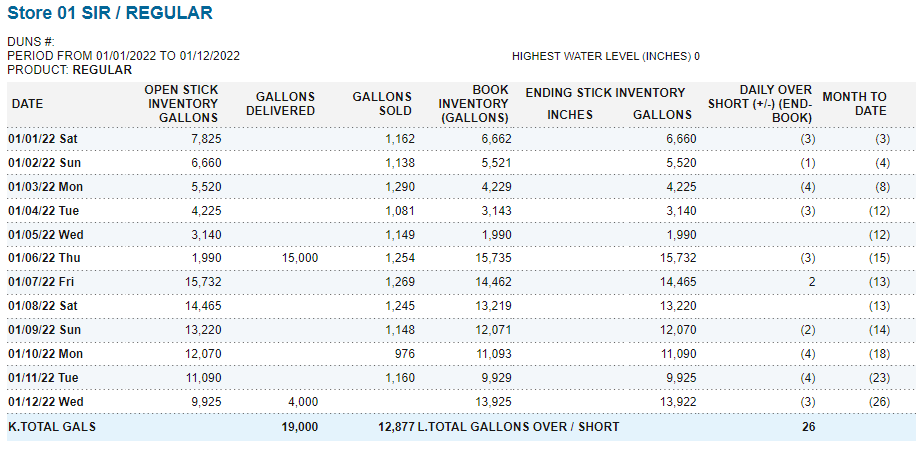 Store 01 SIR / REGULAR
DUNS #:
PERIOD FROM 01/01/2022 TO 01/12/2022
HIGHEST WATER LEVEL (INCHES) 0
PRODUCT: REGULAR
DATE OPEN STICK INVENTORY GALLONS GALLONS DELIVERED GALLONS SOLD BOOK INVENTORY (GALLONS) ENDING STICK INVENTORY INCHES GALLONS DAILY OVER SHORT (+/-) (END-BOOK) MONTH TO DATE
01/01/22 Sat 7,825 1,162 6,662 6,660 (3) (3)
01/02/22 Sun 6,660 1,138 5,521 5,520 (1) (4)
01/03/22 Mon 5,520 1,290 4,229 4,225 (4) (8)
01/04/22 Tue 4,225 1,081 3,143 3,140 (3) (12)
01/05/22 Wed 3,140 1,149 1,990 1,990 (12)
01/06/22 Thu 1,990 15,000 1,254 15,735 15,732 (3) (15)
01/07/22 Fri 15,732 1,269 14,462 14,465 2 (13)
01/08/22 Sat 14,465 1,245 13,219 13,220 (13)
01/09/22 Sun 13,220 1,148 12,071 12,070 (2) (14)
01/10/22 Mon 12,070 976 11,093 11,090 (4) (18)
01/11/22 Tue 11,090 1,160 9,929 9,925 (4) (23)
01/12/22 Wed 9,925 4,000 13,925 13,922 (3) (26)
K.TOTAL GALS 19,000 12,877 L.TOTAL GALLONS OVER / SHORT 26